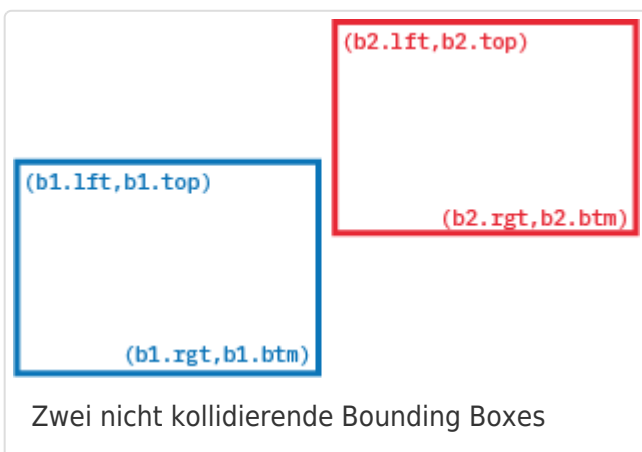 (b2.lft,b2.top)
(b1.lft,b1.top)
(b2.rgt,b2.btm)
(b1.rgt,b1.btm)
Zwei nicht kollidierende Bounding Boxes